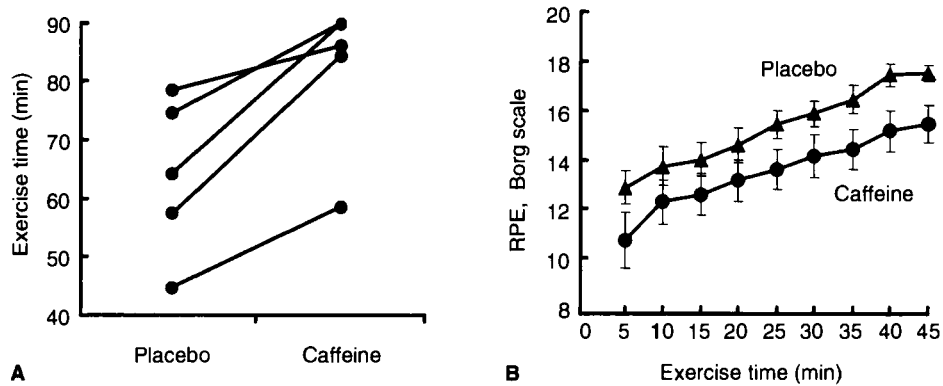 Exercise time (min)
90
80
70
60
50
40
Placebo
Caffeine
A
RPE, Borg scale
20
18
16
14
12
10
8
Placebo
Caffeine
0 5 10 15 20 25 30 35 40 45
Exercise time (min)
B